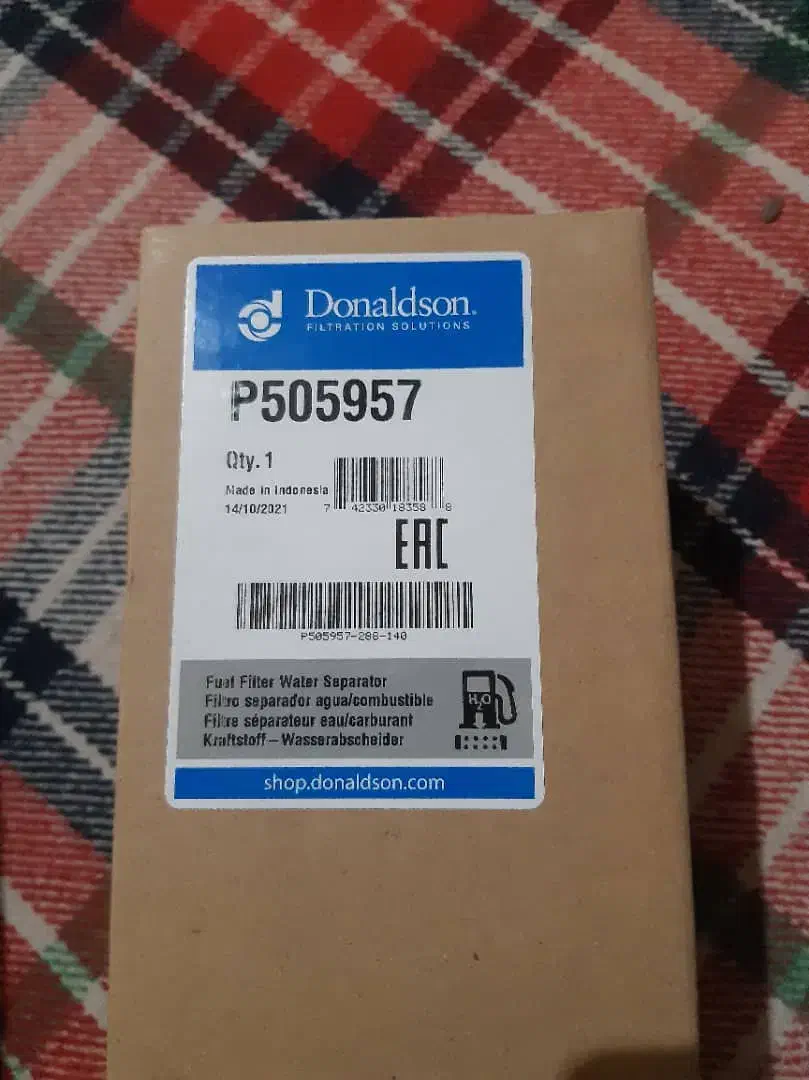 Donaldson.
FILTRATION SOLUTIONS
P505957
Qty. 1
Made in Indonesia
14/10/2021
7 42330 18358 8
EAC
P505957-288-140
Fuel Filter Water Separator
Filtro separador agua/combustible
Filtre séparateur eau/carburant
Kraftstoff – Wasserabscheider
H₂O
shop.donaldson.com